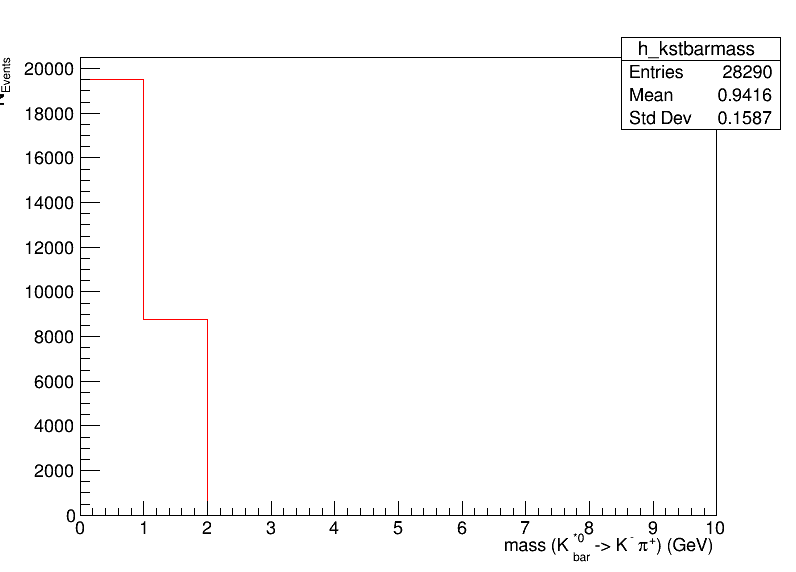 h_kstbarmass
Entries 28290
Mean 0.9416
Std Dev 0.1587
N_Events
20000
18000
16000
14000
12000
10000
8000
6000
4000
2000
0
0 1 2 3 4 5 6 7 8 9 10
mass (K*0bar -> K- π+) (GeV)